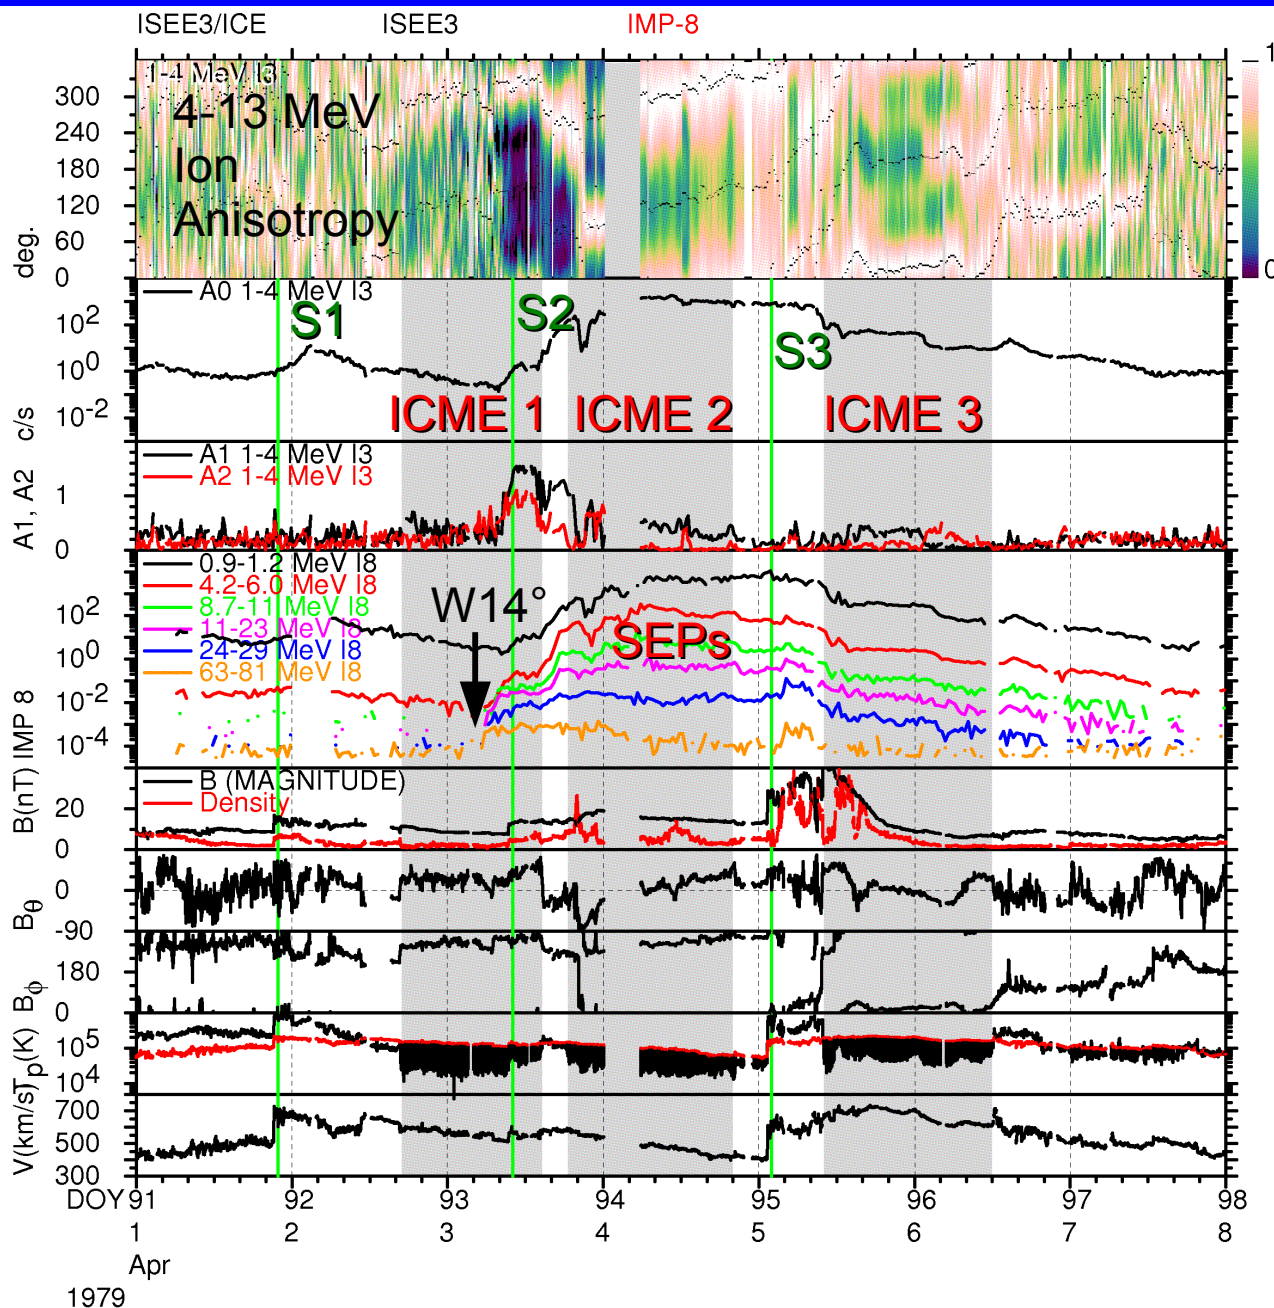 ISEE3/ICE ISEE3 IMP-8
1-4 MeV I3
4-13 MeV
Ion
Anisotropy
deg.
300
240
180
120
60
0
1
0
A0 1-4 MeV I3
S1
S2
S3
c/s
10²
10⁰
10⁻²
ICME 1 ICME 2 ICME 3
A1, A2
A1 1-4 MeV I3
A2 1-4 MeV I3
1
0
IMP 8
0.9-1.2 MeV I8
4.2-6.0 MeV I8
8.7-11 MeV I8
11-23 MeV I8
24-29 MeV I8
63-81 MeV I8
W14°
SEPs
10²
10⁰
10⁻²
10⁻⁴
B(nT)
B (MAGNITUDE)
Density
20
0
Bθ
0
-90
Bϕ
180
0
Tp(K)
10⁵
10⁴
V(km/s)
700
500
300
DOY 91 92 93 94 95 96 97 98
1 2 3 4 5 6 7 8
Apr
1979